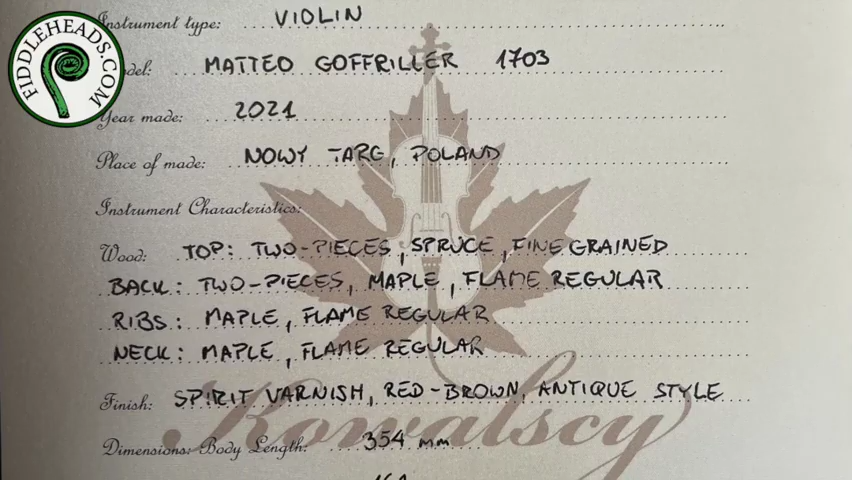 FIDDLEHEADS.COM
Instrument type: VIOLIN
Model: MATTEO GOFFRILLER 1703
Year made: 2021
Place of made: NOWY TARG, POLAND
Instrument Characteristics:
Wood: TOP: TWO-PIECES, SPRUCE, FINE GRAINED
BACK: TWO-PIECES, MAPLE, FLAME REGULAR
RIBS: MAPLE, FLAME REGULAR
NECK: MAPLE, FLAME REGULAR
Finish: SPIRIT VARNISH, RED-BROWN, ANTIQUE STYLE
Kowalscy
Dimensions: Body Length: 354 mm